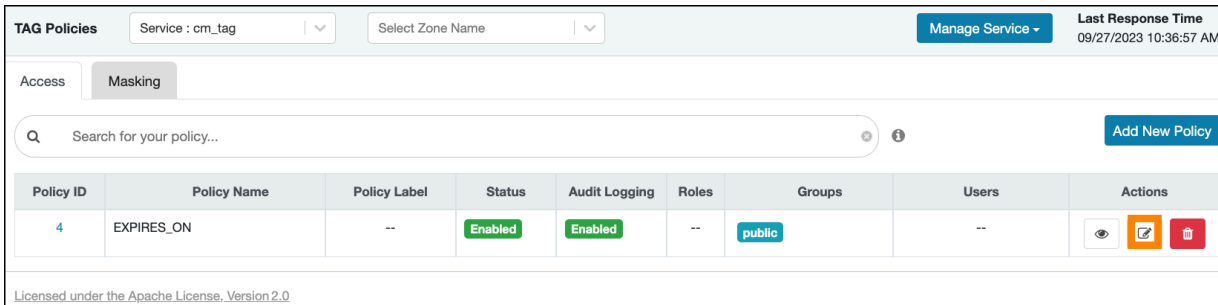 TAG Policies Service : cm_tag Select Zone Name Manage Service Last Response Time
09/27/2023 10:36:57 AM
Access Masking
Search for your policy... Add New Policy
Policy ID Policy Name Policy Label Status Audit Logging Roles Groups Users Actions
4 EXPIRES_ON -- Enabled Enabled -- public --
Licensed under the Apache License, Version 2.0